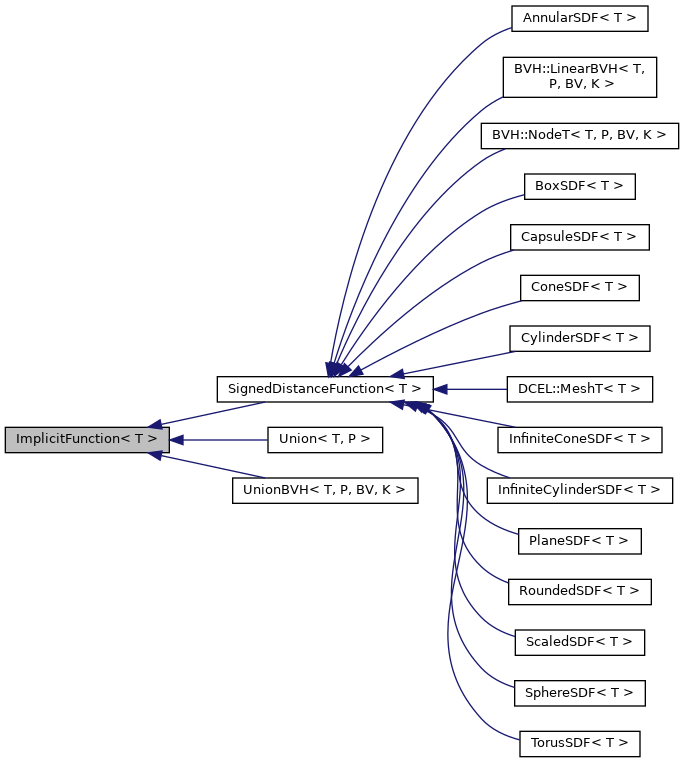 AnnularSDF< T >
BVH::LinearBVH< T,
P, BV, K >
BVH::NodeT< T, P, BV, K >
BoxSDF< T >
CapsuleSDF< T >
ConeSDF< T >
CylinderSDF< T >
SignedDistanceFunction< T >
DCEL::MeshT< T >
ImplicitFunction< T >
Union< T, P >
InfiniteConeSDF< T >
UnionBVH< T, P, BV, K >
InfiniteCylinderSDF< T >
PlaneSDF< T >
RoundedSDF< T >
ScaledSDF< T >
SphereSDF< T >
TorusSDF< T >